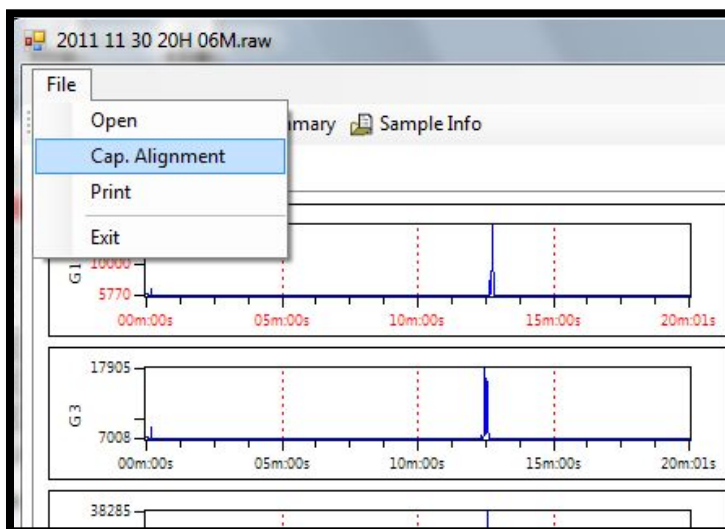 2011 11 30 20H 06M.raw
File
Open
Cap. Alignment
Print
Exit
Sample Info
G1
10000
5770
00m:00s 05m:00s 10m:00s 15m:00s 20m:01s
17905
G3
7008
00m:00s 05m:00s 10m:00s 15m:00s 20m:01s
38285